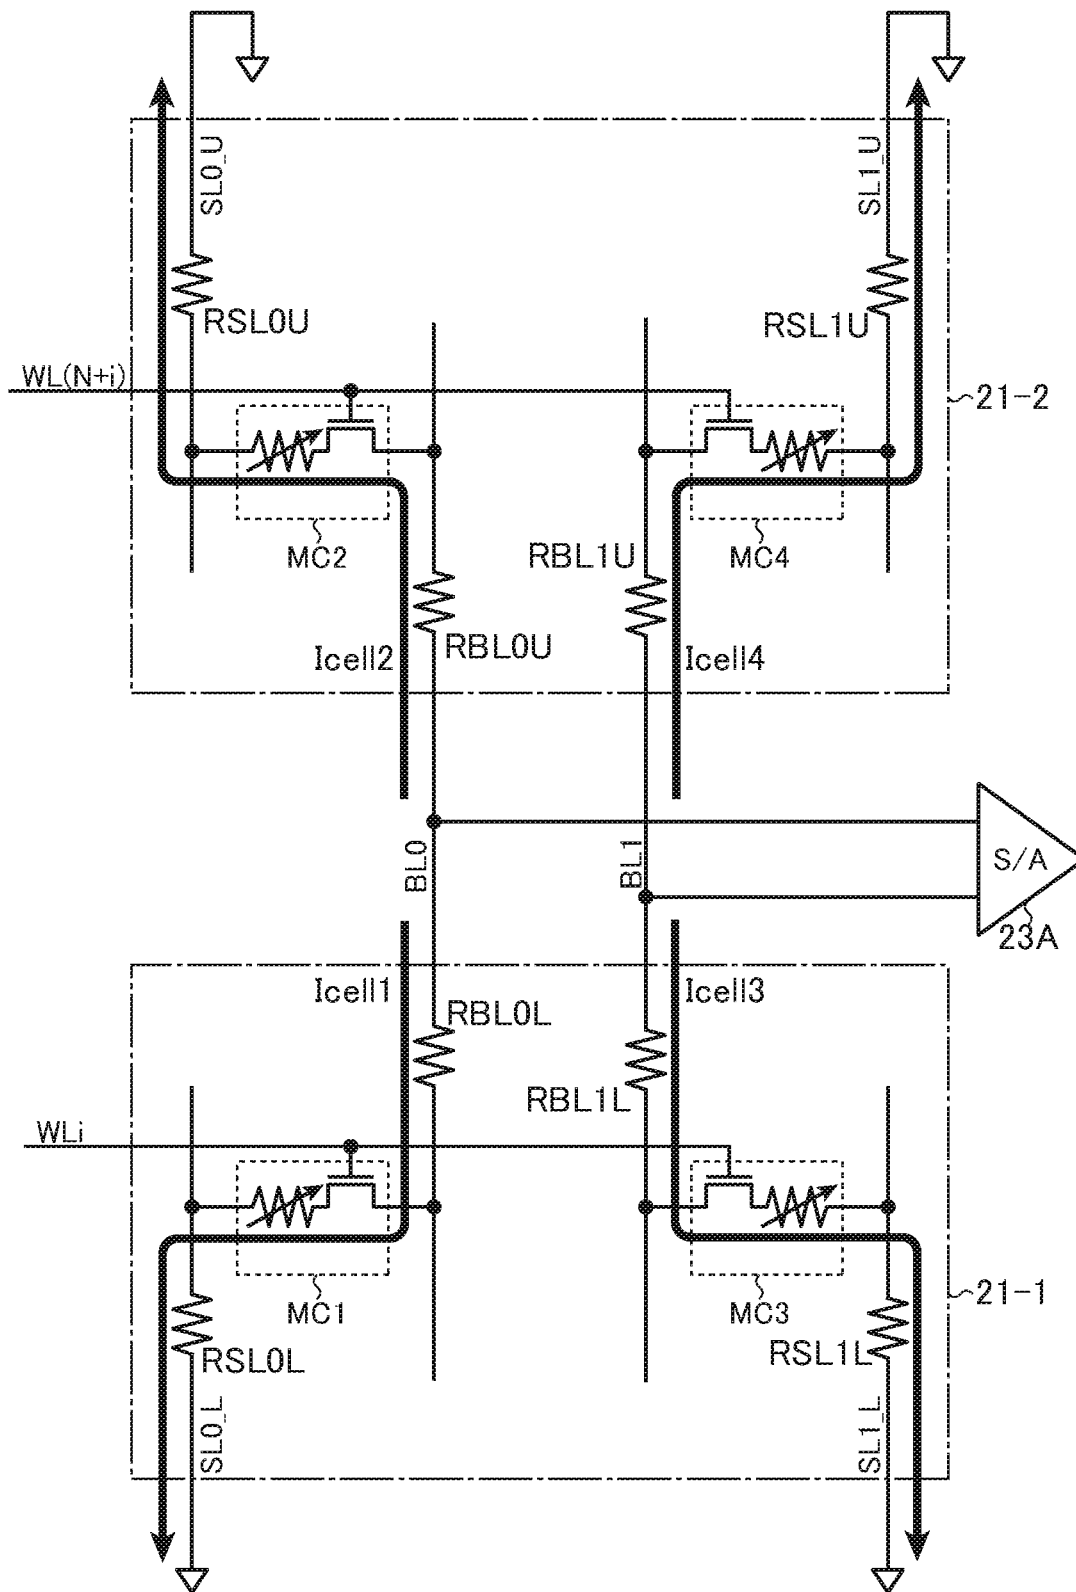 SL0_U
SL1_U
RSL0U
RSL1U
WL(N+i)
21-2
MC2
RBL1U
MC4
RBL0U
Icell2
Icell4
BL0
BL1
S/A
23A
Icell1
Icell3
RBL0L
RBL1L
WLi
MC1
MC3
21-1
RSL0L
RSL1L
SL0_L
SL1_L